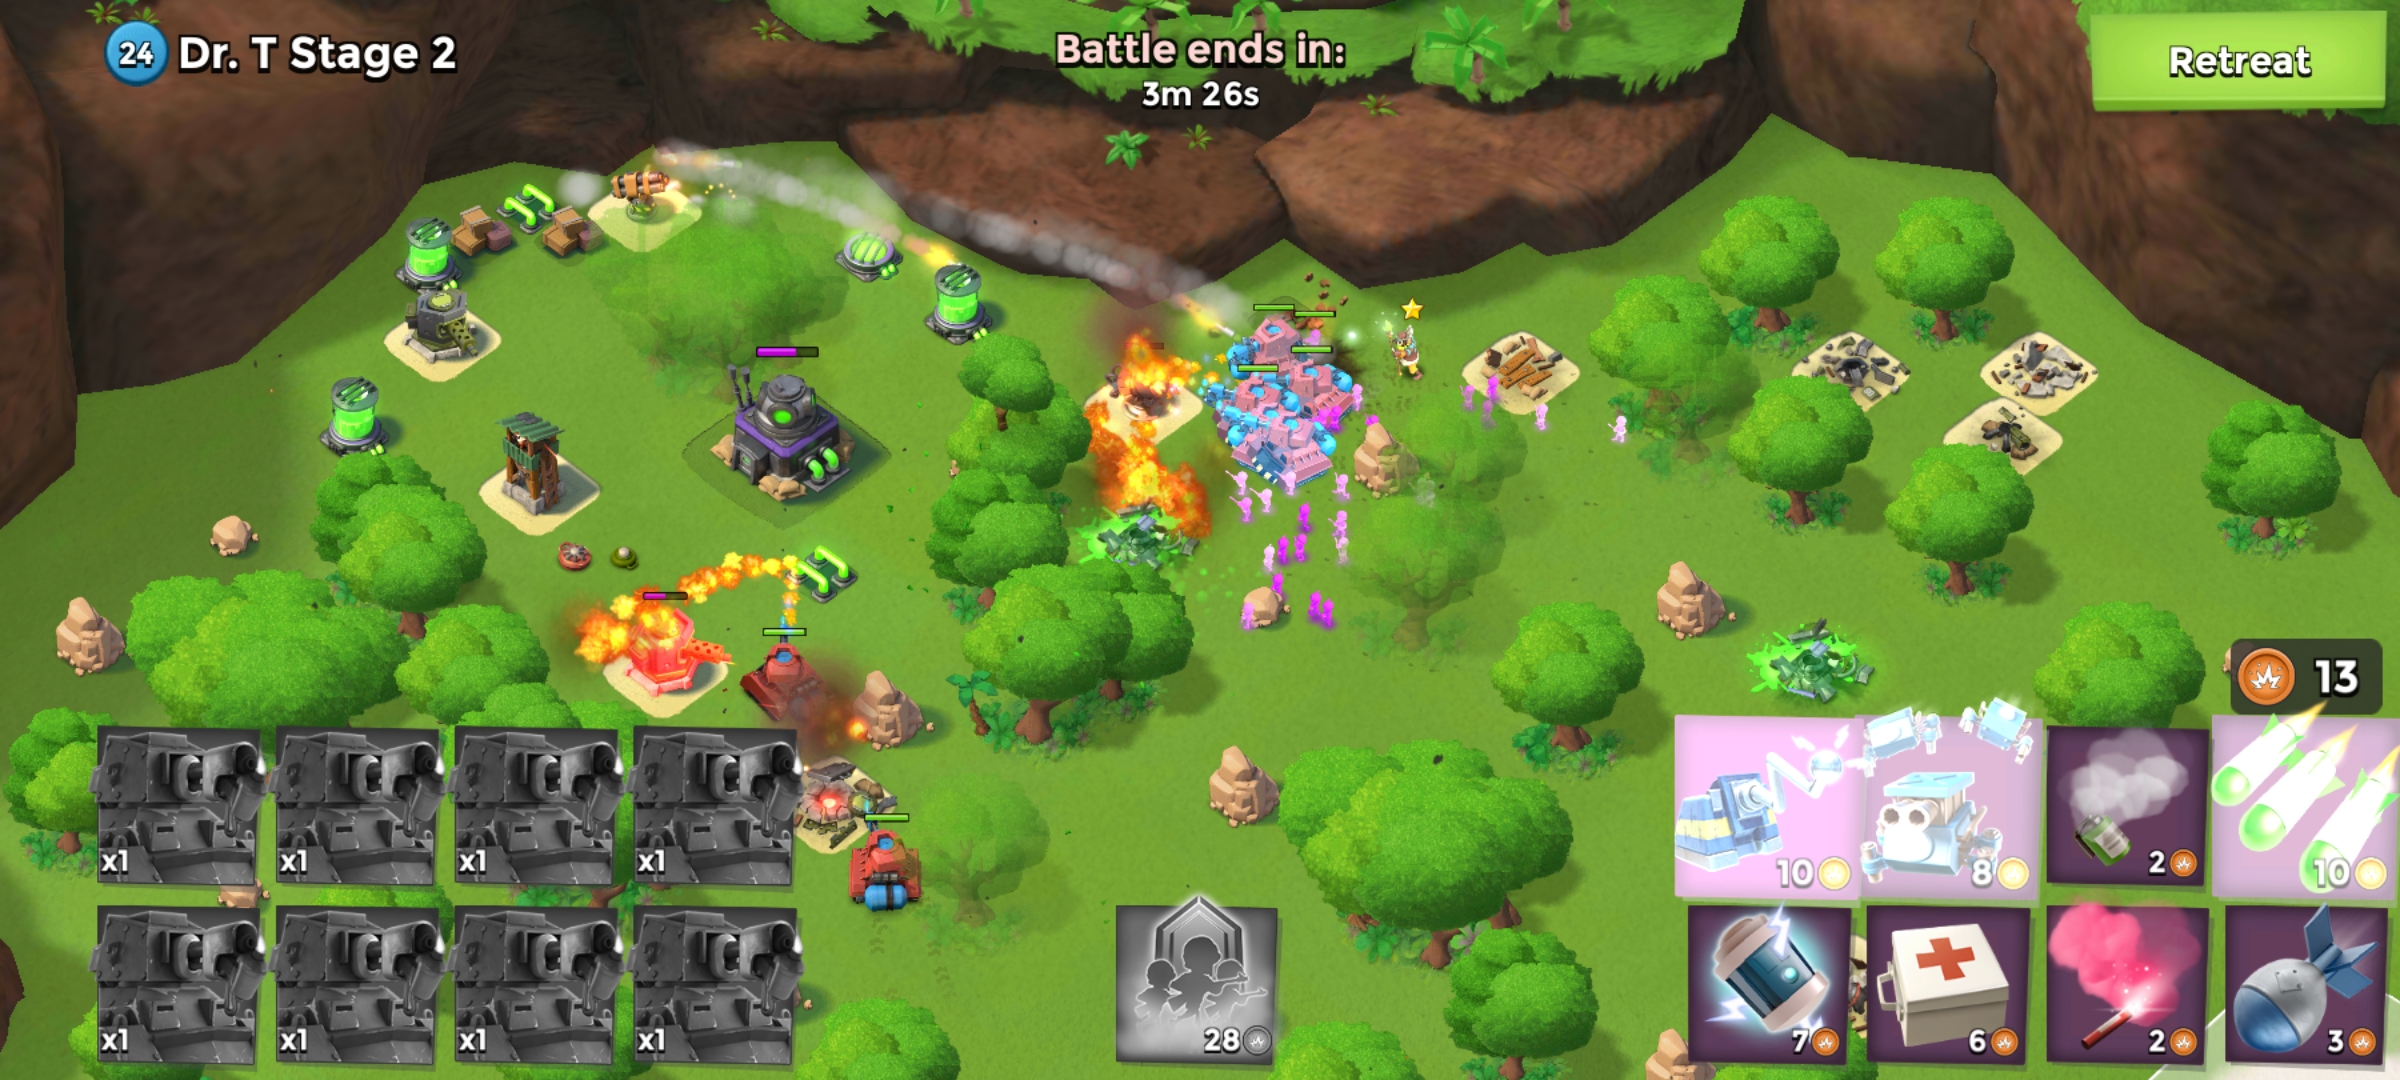 24 Dr. T Stage 2
Battle ends in:
3m 26s
Retreat
13
x1 x1 x1 x1
10 8 2 10
x1 x1 x1 x1
28
7 6 2 3